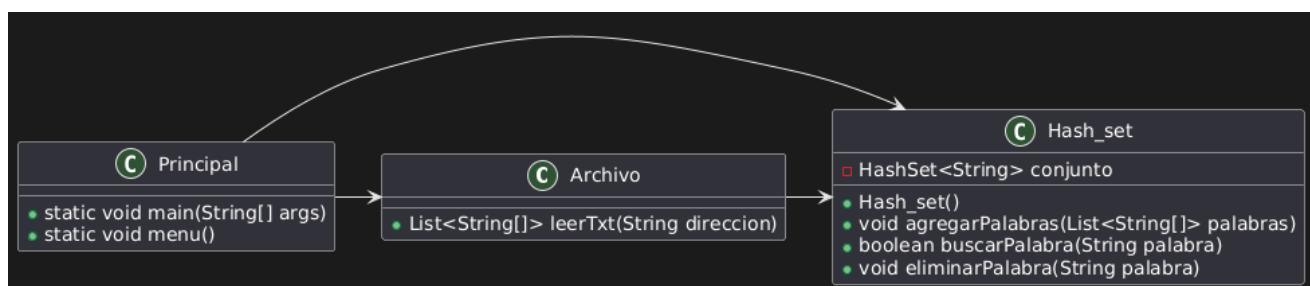 C Principal
static void main(String[] args)
static void menu()
C Archivo
List<String[]> leerTxt(String direccion)
C Hash_set
HashSet<String> conjunto
Hash_set()
void agregarPalabras(List<String[]> palabras)
boolean buscarPalabra(String palabra)
void eliminarPalabra(String palabra)